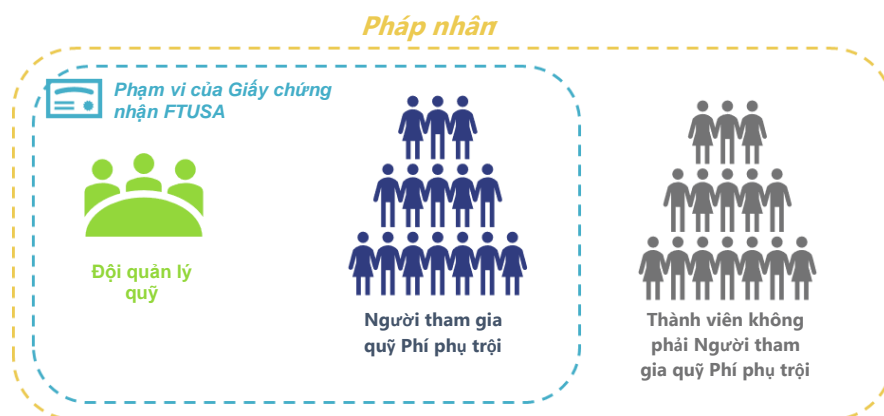 Pháp nhân
Phạm vi của Giấy chứng
nhận FTUSA
Đội quản lý
quỹ
Người tham gia
quỹ Phí phụ trội
Thành viên không
phải Người tham
gia quỹ Phí phụ trội